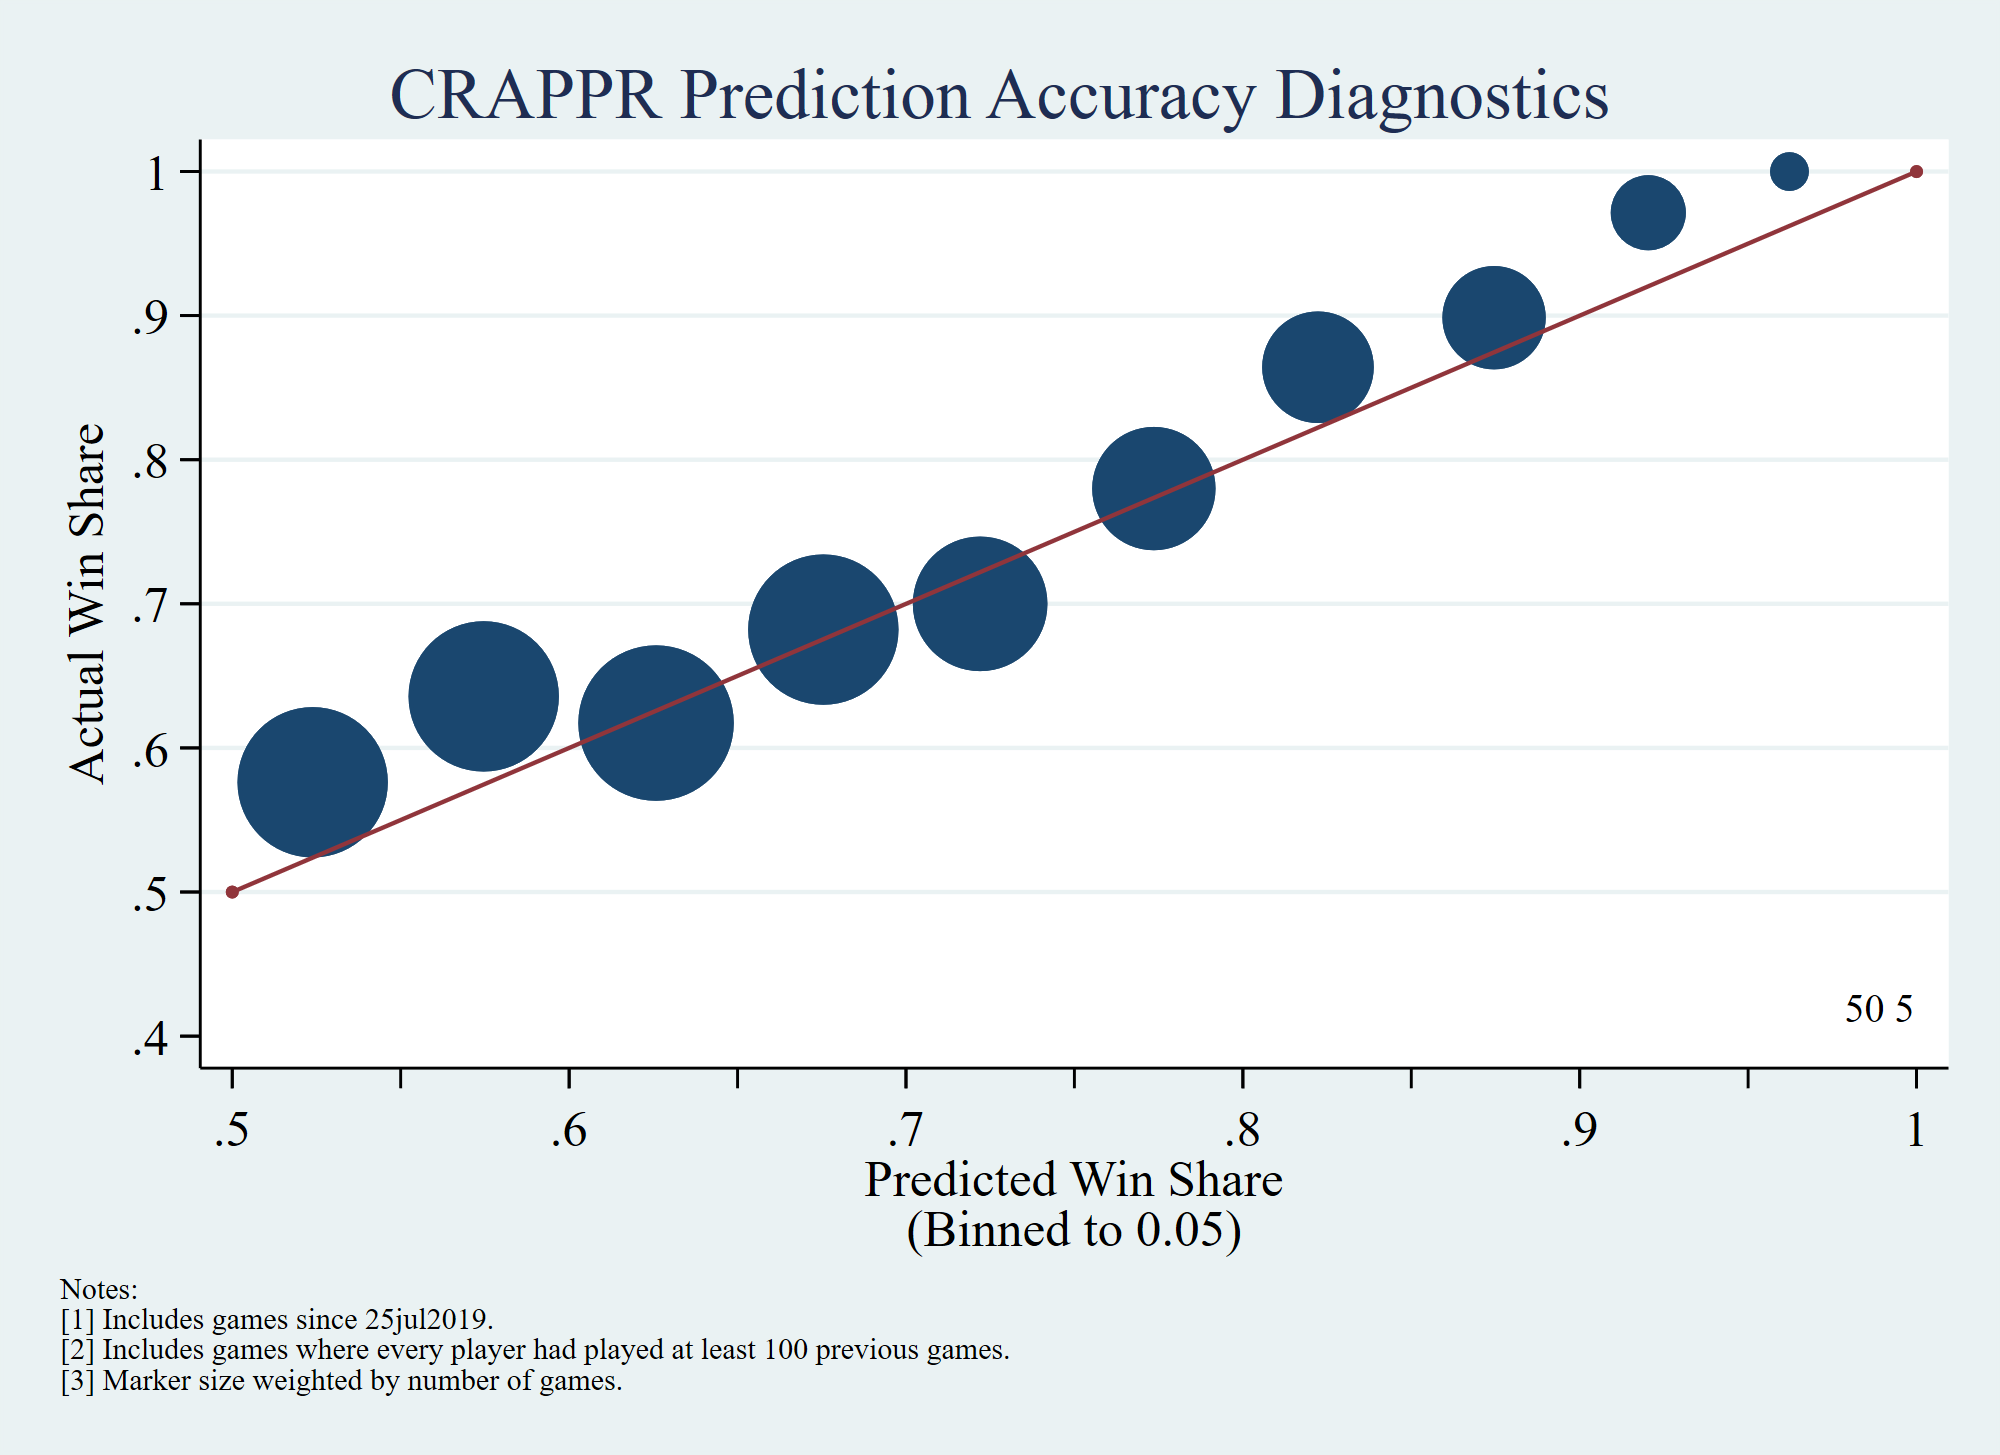 CRAPPR Prediction Accuracy Diagnostics
1
.9
.8
.7
.6
.5
.4
Actual Win Share
50 5
.5 .6 .7 .8 .9 1
Predicted Win Share
(Binned to 0.05)
Notes:
[1] Includes games since 25jul2019.
[2] Includes games where every player had played at least 100 previous games.
[3] Marker size weighted by number of games.